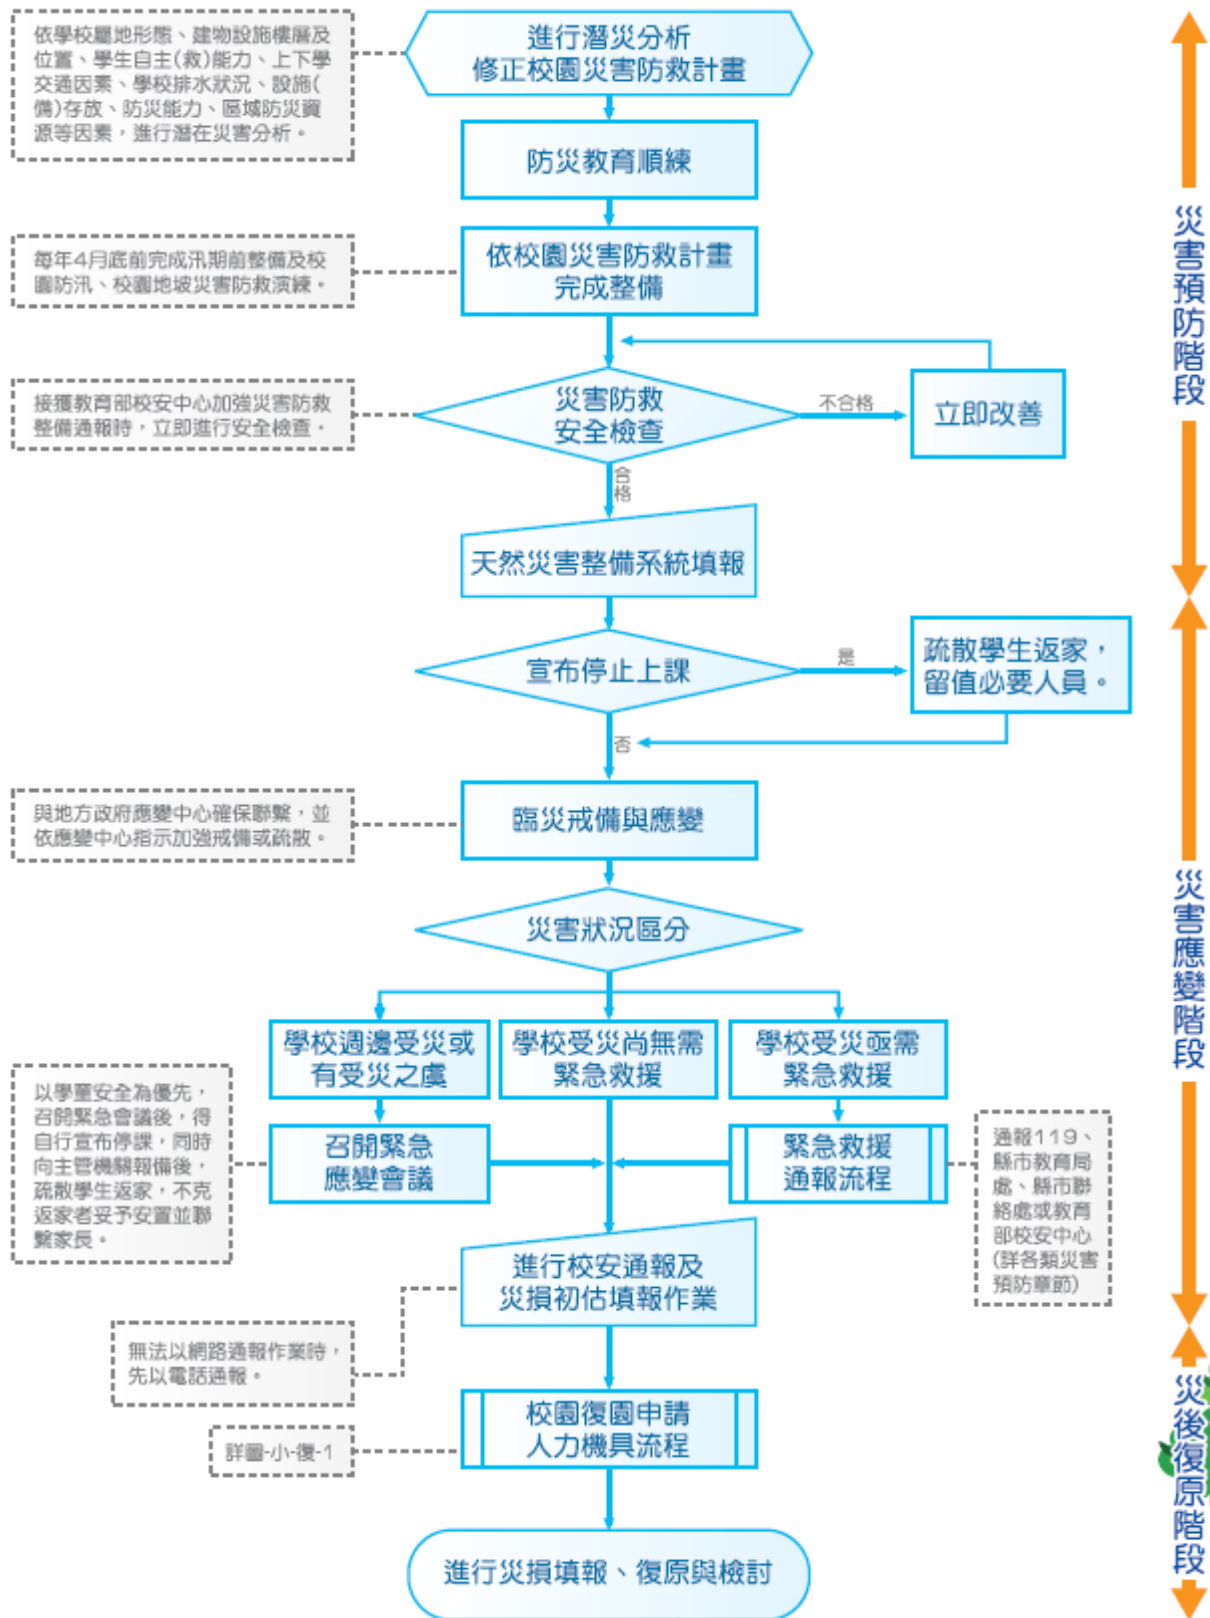 依學校屬地形態、建物設施樓層及
位置、學生自主(救)能力、上下學
交通因素、學校排水狀況、設施(
備)存放、防災能力、區域防災資
源等因素，進行潛在災害分析。
進行潛災分析
修正校園災害防救計畫
防災教育順練
每年4月底前完成汛期前整備及校
園防汛、校園地坡災害防救演練。
依校園災害防救計畫
完成整備
災害預防階段
接獲教育部校安中心加強災害防救
整備通報時，立即進行安全檢查。
災害防救
安全檢查
不合格
立即改善
合格
天然災害整備系統填報
宣布停止上課
是
疏散學生返家，
留值必要人員。
否
與地方政府應變中心確保聯繫，並
依應變中心指示加強戒備或疏散。
臨災戒備與應變
災害狀況區分
災害應變階段
學校週邊受災或
有受災之虞
學校受災尚無需
緊急救援
學校受災亟需
緊急救援
以學童安全為優先，
召開緊急會議後，得
自行宣布停課，同時
向主管機關報備後，
疏散學生返家，不克
返家者妥予安置並聯
繫家長。
召開緊急
應變會議
緊急救援
通報流程
通報119、
縣市教育局
處、縣市聯
絡處或教育
部校安中心
(詳各類災害
預防章節)
進行校安通報及
災損初估填報作業
無法以網路通報作業時，
先以電話通報。
校園復園申請
人力機具流程
詳圖-小-復-1
災後復原階段
進行災損填報、復原與檢討